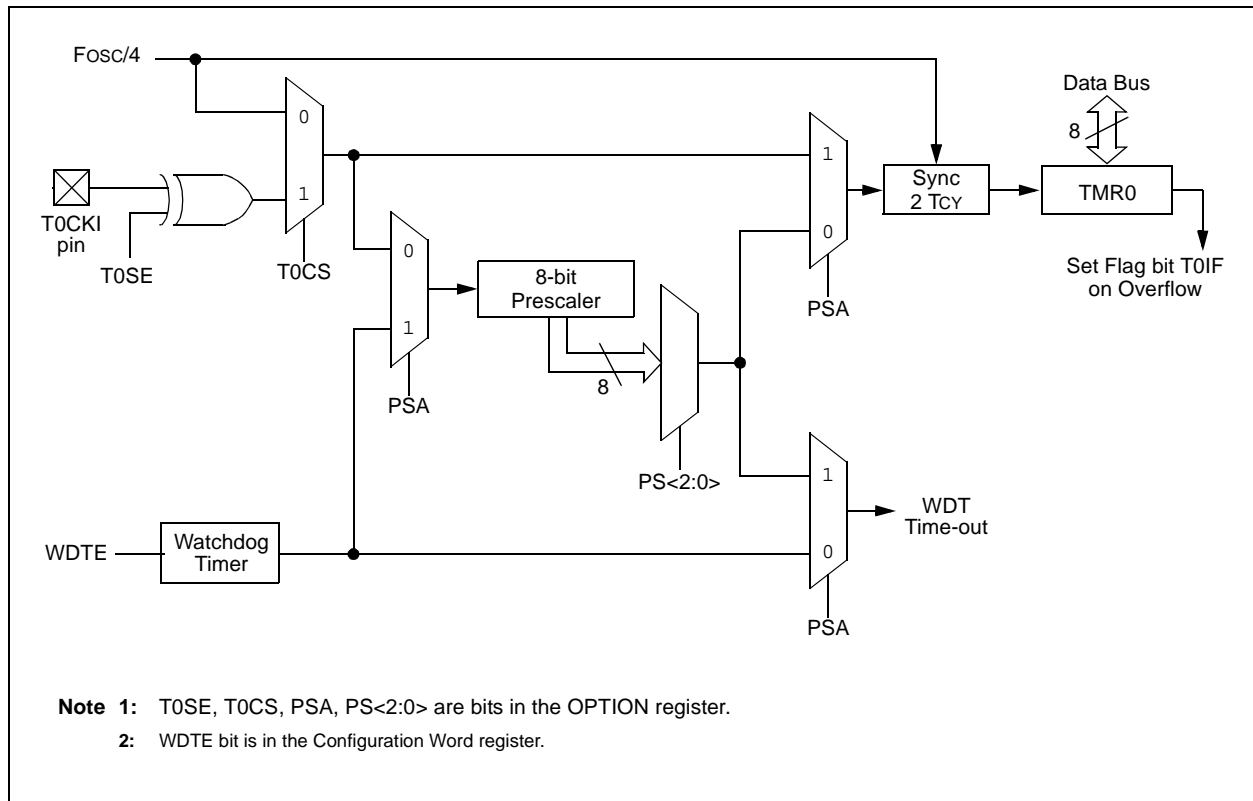 FOSC/4
Data Bus
0
8
1
1
Sync
2 TCY
TMR0
T0CKI
pin
T0SE
T0CS
0
8-bit
Prescaler
0
PSA
Set Flag bit T0IF
on Overflow
1
8
PSA
PS<2:0>
1
WDT
Time-out
WDTE
Watchdog
Timer
0
PSA
Note 1: T0SE, T0CS, PSA, PS<2:0> are bits in the OPTION register.
2: WDTE bit is in the Configuration Word register.